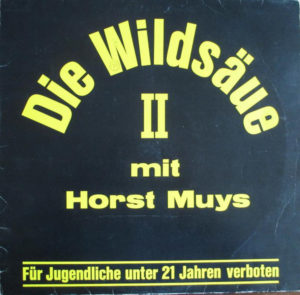 Die Wildsäue
II
mit
Horst Muys
Für Jugendliche unter 21 Jahren verboten